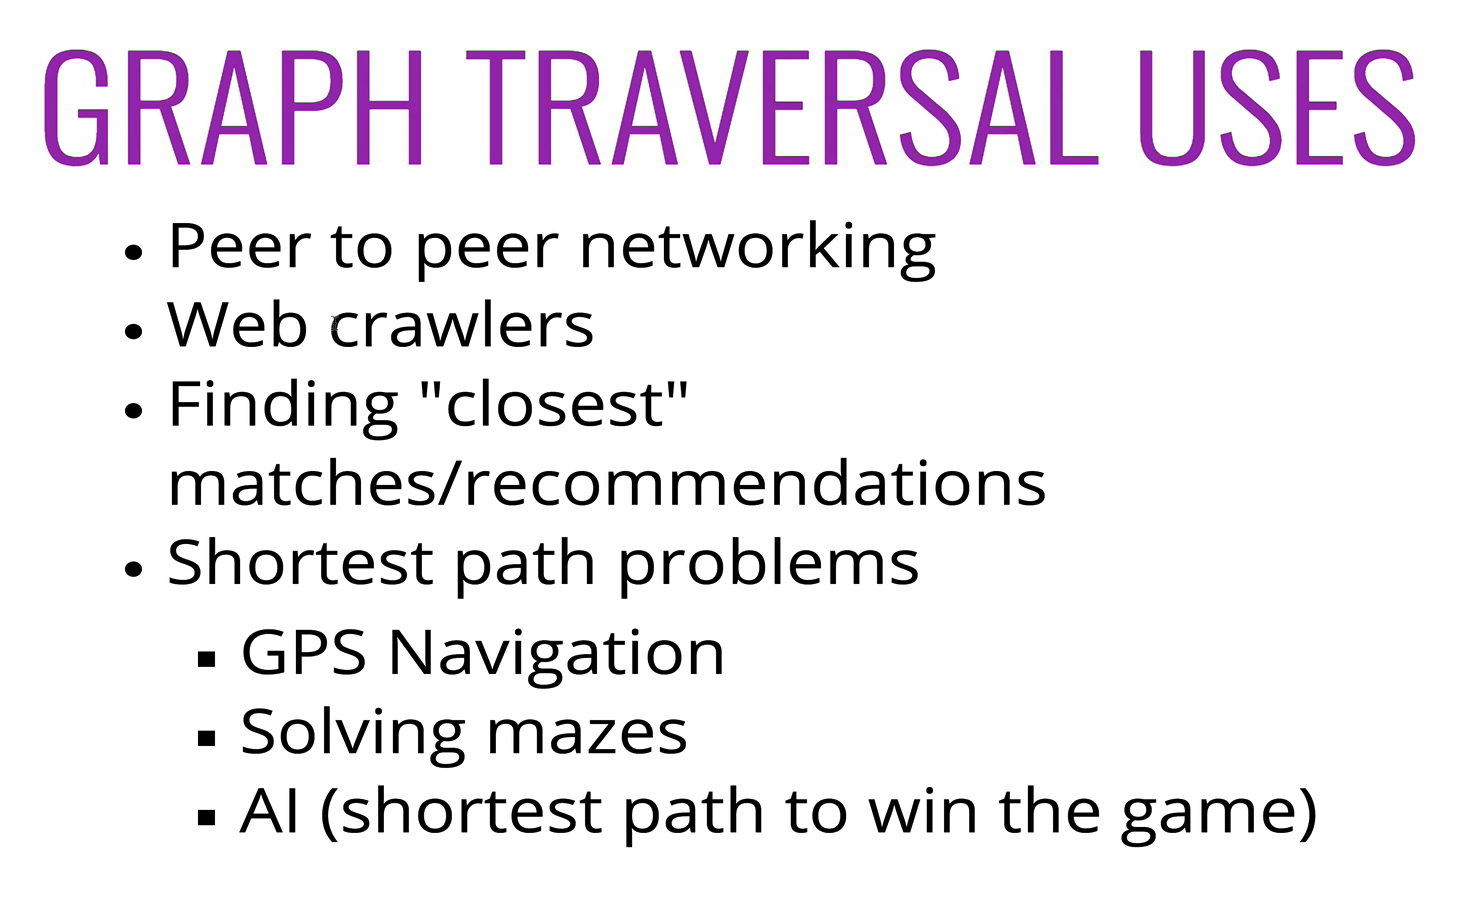 GRAPH TRAVERSAL USES
• Peer to peer networking
• Web crawlers
• Finding "closest"
matches/recommendations
• Shortest path problems
▪ GPS Navigation
▪ Solving mazes
▪ AI (shortest path to win the game)